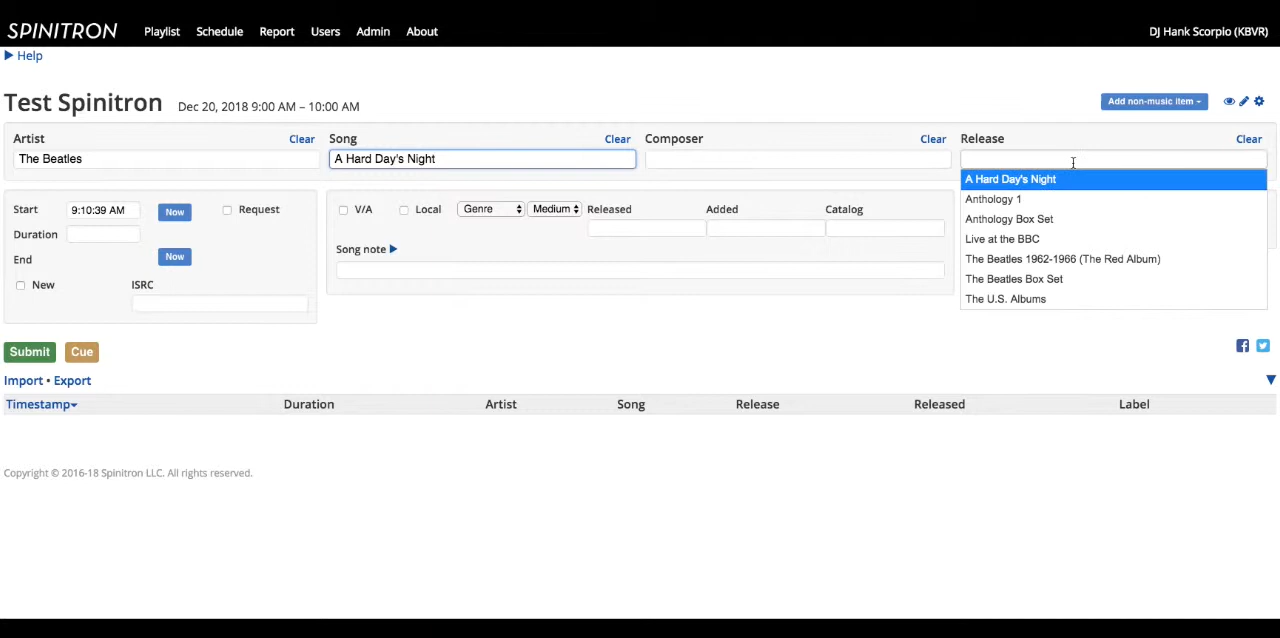 SPINITRON Playlist Schedule Report Users Admin About DJ Hank Scorpio (KBVR)
Help
Test Spinitron Dec 20, 2018 9:00 AM – 10:00 AM Add non-music item
Artist Clear Song Clear Composer Clear Release Clear
The Beatles A Hard Day's Night
A Hard Day's Night
Anthology 1
Anthology Box Set
Live at the BBC
The Beatles 1962-1966 (The Red Album)
The Beatles Box Set
The U.S. Albums
Start 9:10:39 AM Now Request
Duration
End Now
New ISRC
V/A Local Genre Medium Released Added Catalog
Song note
Submit Cue
Import • Export
Timestamp Duration Artist Song Release Released Label
Copyright © 2016-18 Spinitron LLC. All rights reserved.